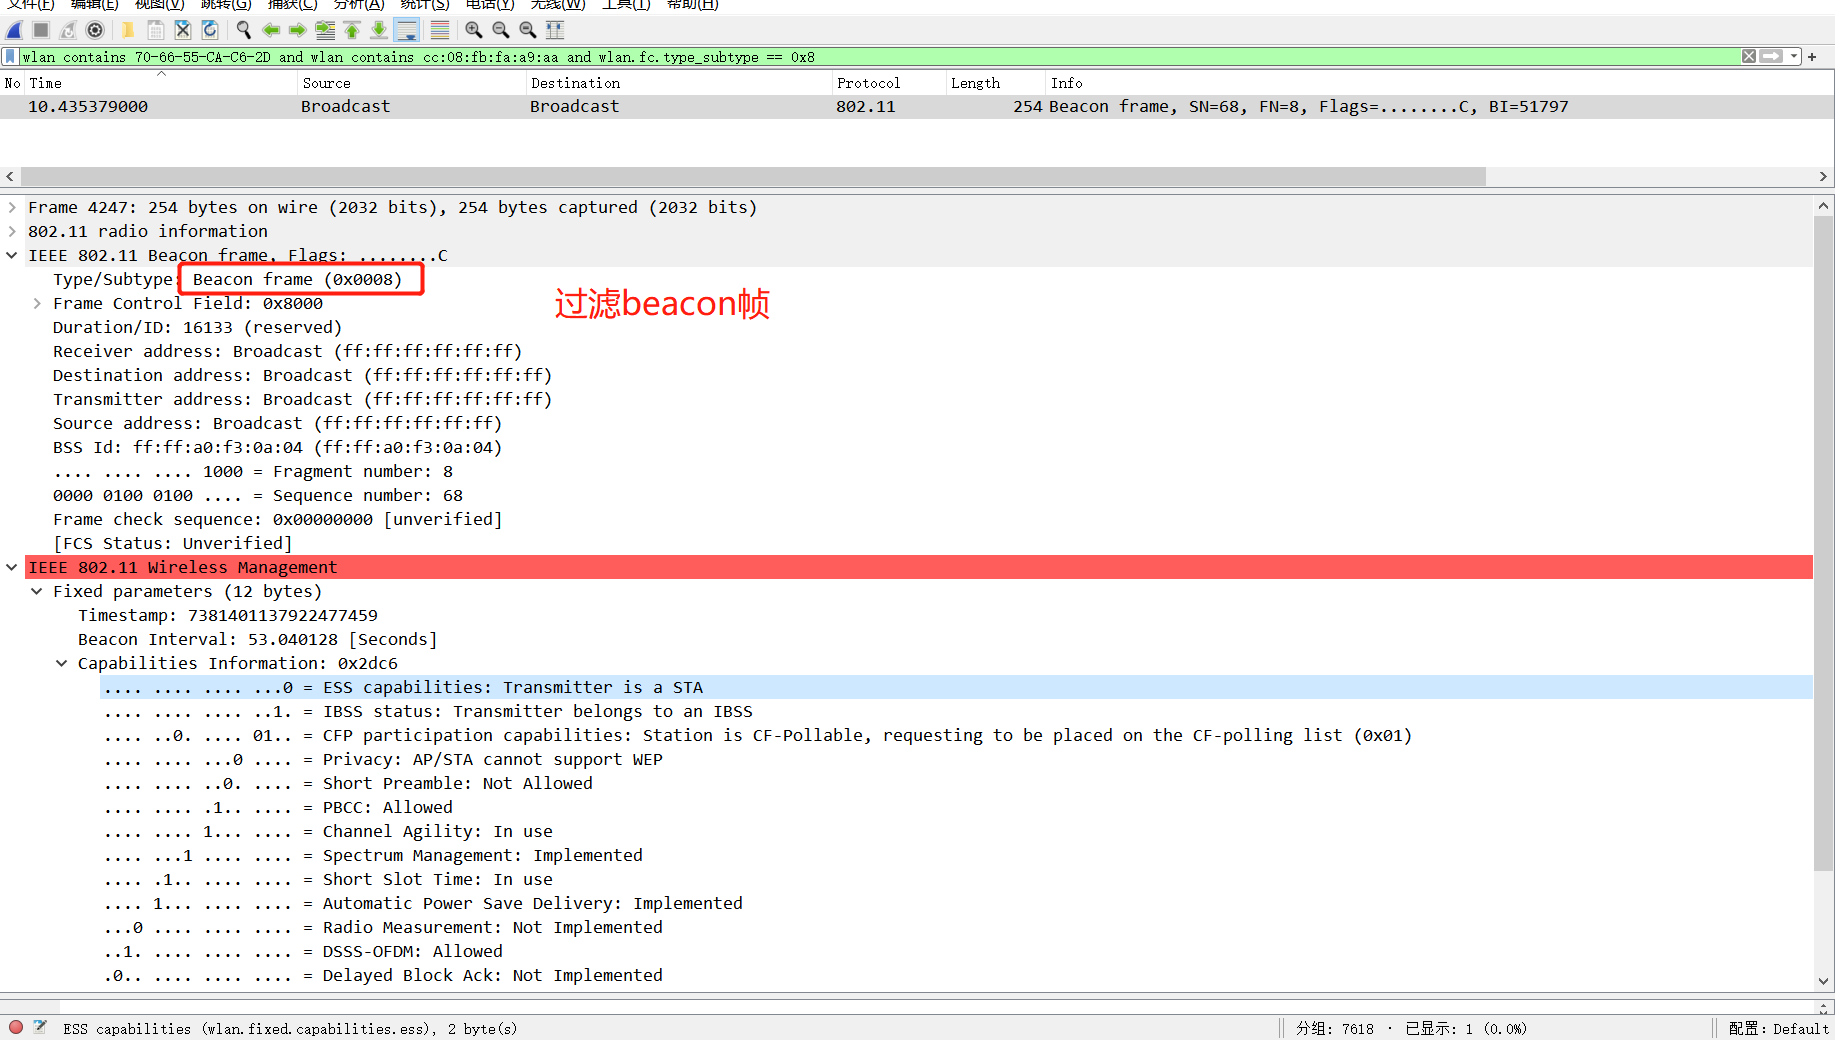 文件(F) 编辑(E) 视图(V) 跳转(G) 捕获(C) 分析(A) 统计(S) 电话(Y) 无线(W) 工具(T) 帮助(H)
wlan contains 70-66-55-CA-C6-2D and wlan contains cc:08:fb:fa:a9:aa and wlan.fc.type_subtype == 0x8
No Time Source Destination Protocol Length Info
10.435379000 Broadcast Broadcast 802.11 254 Beacon frame, SN=68, FN=8, Flags=........C, BI=51797
Frame 4247: 254 bytes on wire (2032 bits), 254 bytes captured (2032 bits)
802.11 radio information
IEEE 802.11 Beacon frame, Flags: ........C
Type/Subtype: Beacon frame (0x0008)
过滤beacon帧
Frame Control Field: 0x8000
Duration/ID: 16133 (reserved)
Receiver address: Broadcast (ff:ff:ff:ff:ff:ff)
Destination address: Broadcast (ff:ff:ff:ff:ff:ff)
Transmitter address: Broadcast (ff:ff:ff:ff:ff:ff)
Source address: Broadcast (ff:ff:ff:ff:ff:ff)
BSS Id: ff:ff:a0:f3:0a:04 (ff:ff:a0:f3:0a:04)
.... .... .... 1000 = Fragment number: 8
0000 0100 0100 .... = Sequence number: 68
Frame check sequence: 0x00000000 [unverified]
[FCS Status: Unverified]
IEEE 802.11 Wireless Management
Fixed parameters (12 bytes)
Timestamp: 7381401137922477459
Beacon Interval: 53.040128 [Seconds]
Capabilities Information: 0x2dc6
.... .... .... ...0 = ESS capabilities: Transmitter is a STA
.... .... .... ..1. = IBSS status: Transmitter belongs to an IBSS
.... ..0. .... 01.. = CFP participation capabilities: Station is CF-Pollable, requesting to be placed on the CF-polling list (0x01)
.... .... ...0 .... = Privacy: AP/STA cannot support WEP
.... .... ..0. .... = Short Preamble: Not Allowed
.... .... .1.. .... = PBCC: Allowed
.... .... 1... .... = Channel Agility: In use
.... ...1 .... .... = Spectrum Management: Implemented
.... .1.. .... .... = Short Slot Time: In use
.... 1... .... .... = Automatic Power Save Delivery: Implemented
...0 .... .... .... = Radio Measurement: Not Implemented
..1. .... .... .... = DSSS-OFDM: Allowed
.0.. .... .... .... = Delayed Block Ack: Not Implemented
ESS capabilities (wlan.fixed.capabilities.ess), 2 byte(s) 分组: 7618 · 已显示: 1 (0.0%) 配置: Default